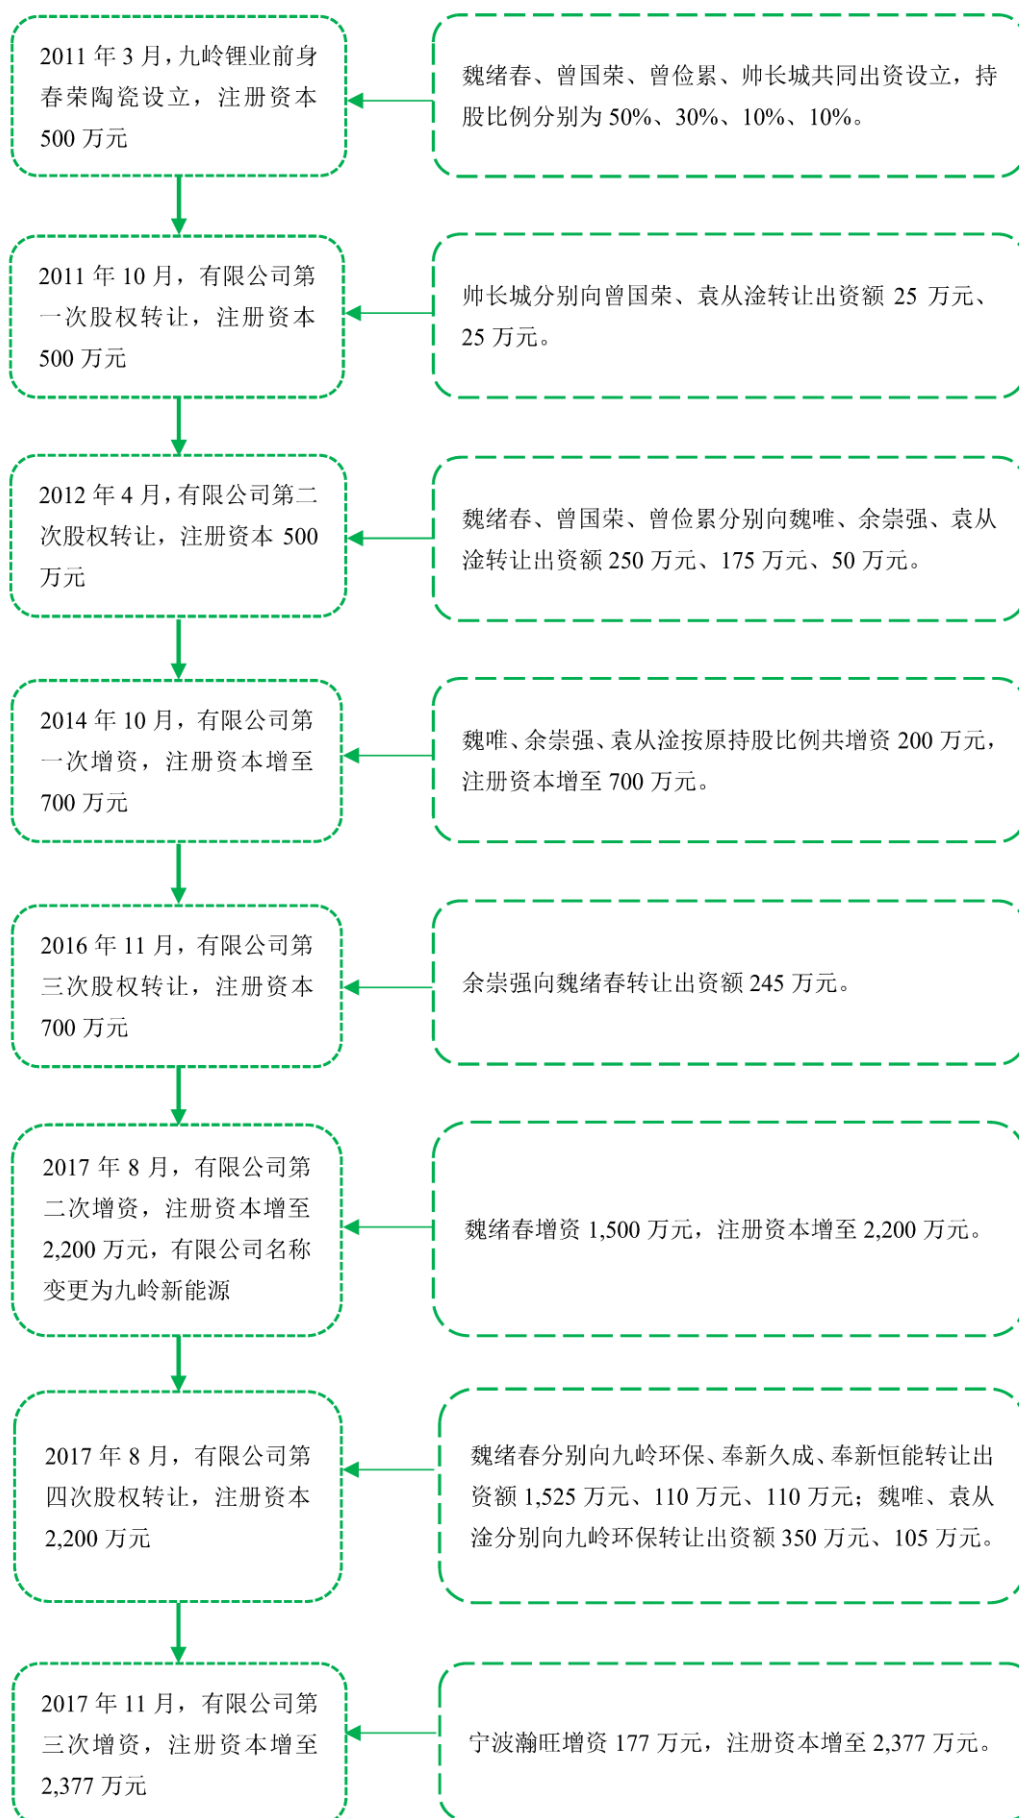 2011 年 3 月，九岭锂业前身
春荣陶瓷设立，注册资本
500 万元
魏绪春、曾国荣、曾俭累、帅长城共同出资设立，持
股比例分别为 50%、30%、10%、10%。
2011 年 10 月，有限公司第
一次股权转让，注册资本
500 万元
帅长城分别向曾国荣、袁从淦转让出资额 25 万元、
25 万元。
2012 年 4 月，有限公司第二
次股权转让，注册资本 500
万元
魏绪春、曾国荣、曾俭累分别向魏唯、余崇强、袁从
淦转让出资额 250 万元、175 万元、50 万元。
2014 年 10 月，有限公司第
一次增资，注册资本增至
700 万元
魏唯、余崇强、袁从淦按原持股比例共增资 200 万元，
注册资本增至 700 万元。
2016 年 11 月，有限公司第
三次股权转让，注册资本
700 万元
余崇强向魏绪春转让出资额 245 万元。
2017 年 8 月，有限公司第
二次增资，注册资本增至
2,200 万元，有限公司名称
变更为九岭新能源
魏绪春增资 1,500 万元，注册资本增至 2,200 万元。
2017 年 8 月，有限公司第
四次股权转让，注册资本
2,200 万元
魏绪春分别向九岭环保、奉新久成、奉新恒能转让出
资额 1,525 万元、110 万元、110 万元；魏唯、袁从
淦分别向九岭环保转让出资额 350 万元、105 万元。
2017 年 11 月，有限公司第
三次增资，注册资本增至
2,377 万元
宁波瀚旺增资 177 万元，注册资本增至 2,377 万元。